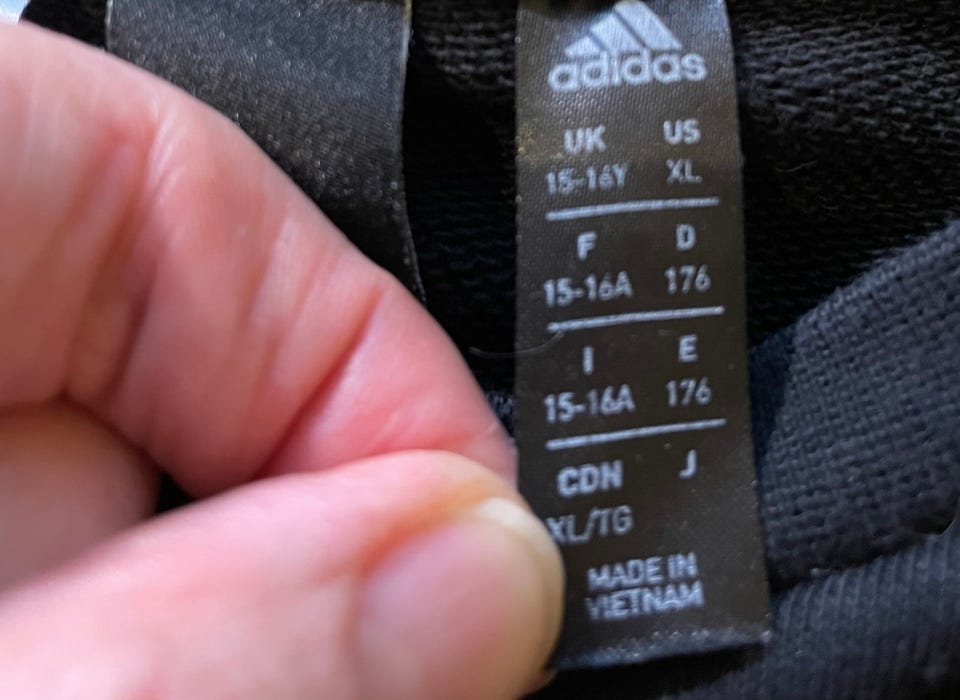 adidas
UK US
15-16Y XL
F D
15-16A 176
I E
15-16A 176
CDN J
XL/TG
MADE IN
VIETNAM